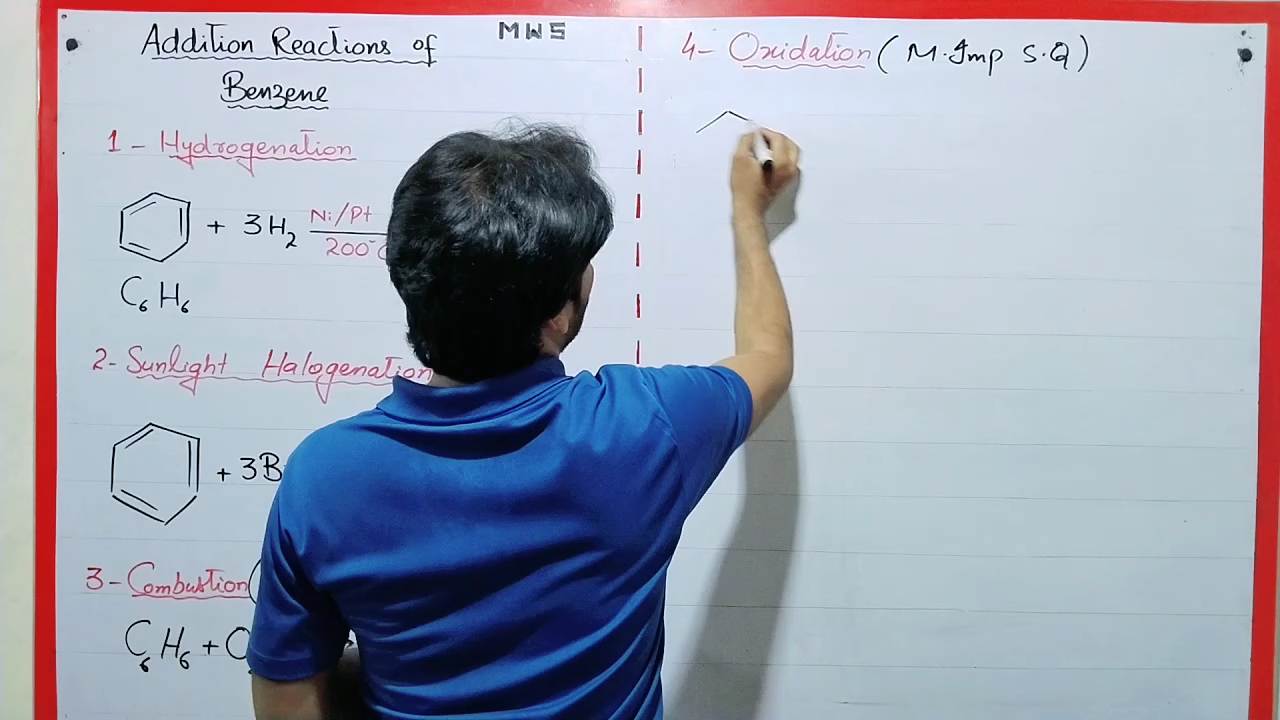 Addition Reactions of
Benzene
MWS
1 - Hydrogenation
+ 3H₂ Ni/Pt
200°C
C₆H₆
2- Sunlight Halogenation
+ 3B
3- Combustion(
C₆H₆ + O
4- Oxidation (M.Imp S.Q)